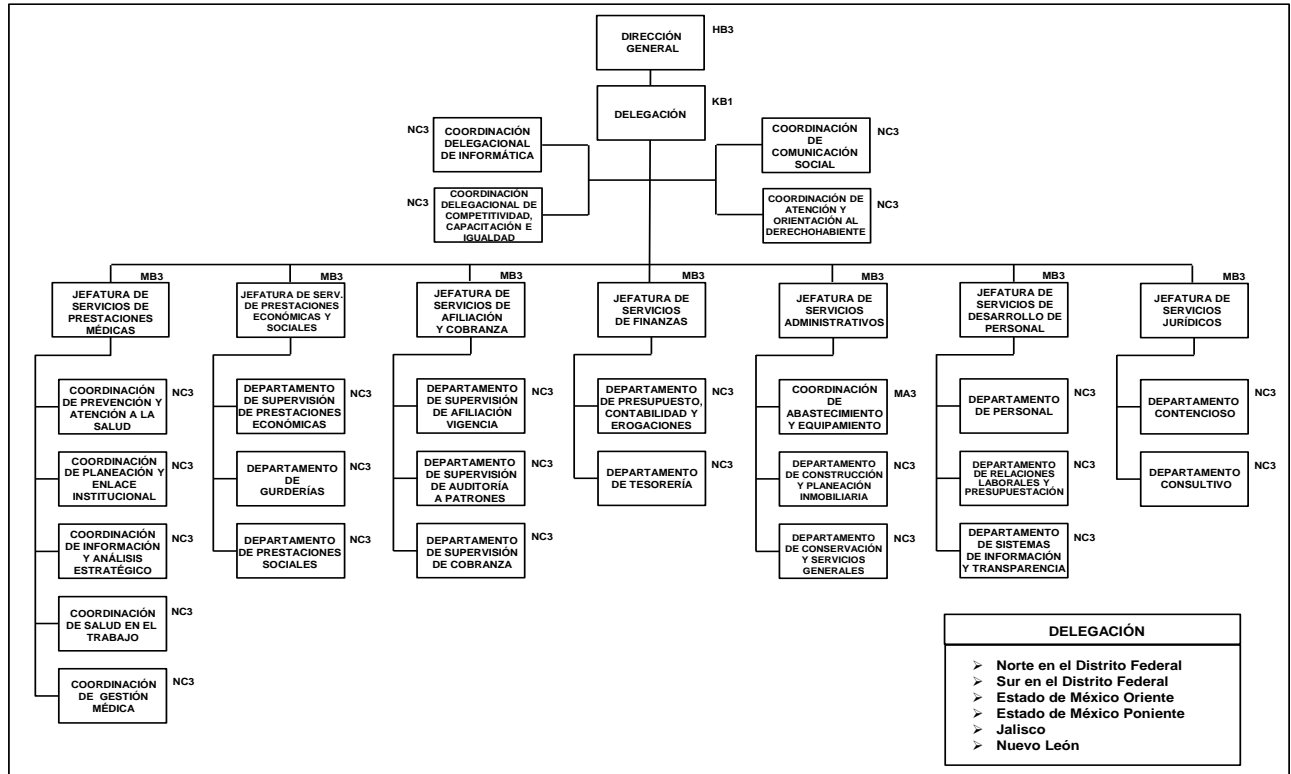 HB3
DIRECCIÓN
GENERAL
KB1
DELEGACIÓN
NC3
COORDINACIÓN
DELEGACIONAL
DE INFORMÁTICA
COORDINACIÓN
DE
COMUNICACIÓN
SOCIAL
NC3
NC3
COORDINACIÓN
DELEGACIONAL DE
COMPETITIVIDAD,
CAPACITACIÓN E
IGUALDAD
COORDINACIÓN DE
ATENCIÓN Y
ORIENTACIÓN AL
DERECHOHABIENTE
NC3
MB3
JEFATURA DE
SERVICIOS DE
PRESTACIONES
MÉDICAS
MB3
JEFATURA DE SERV.
DE PRESTACIONES
ECONÓMICAS Y
SOCIALES
MB3
JEFATURA DE
SERVICIOS DE
AFILIACIÓN
Y COBRANZA
MB3
JEFATURA DE
SERVICIOS
DE FINANZAS
MB3
JEFATURA DE
SERVICIOS
ADMINISTRATIVOS
MB3
JEFATURA DE
SERVICIOS DE
DESARROLLO DE
PERSONAL
MB3
JEFATURA DE
SERVICIOS
JURÍDICOS
COORDINACIÓN
DE PREVENCIÓN Y
ATENCIÓN A LA
SALUD
NC3
COORDINACIÓN
DE PLANEACIÓN Y
ENLACE
INSTITUCIONAL
NC3
COORDINACIÓN
DE INFORMACIÓN
Y ANÁLISIS
ESTRATÉGICO
NC3
COORDINACIÓN
DE SALUD EN EL
TRABAJO
NC3
COORDINACIÓN
DE GESTIÓN
MÉDICA
NC3
DEPARTAMENTO
DE SUPERVISIÓN
DE PRESTACIONES
ECONÓMICAS
NC3
DEPARTAMENTO
DE
GURDERÍAS
NC3
DEPARTAMENTO
DE PRESTACIONES
SOCIALES
NC3
DEPARTAMENTO
DE SUPERVISIÓN
DE AFILIACIÓN
VIGENCIA
NC3
DEPARTAMENTO
DE SUPERVISIÓN
DE AUDITORÍA
A PATRONES
NC3
DEPARTAMENTO
DE SUPERVISIÓN
DE COBRANZA
NC3
DEPARTAMENTO
DE PRESUPUESTO,
CONTABILIDAD Y
EROGACIONES
NC3
DEPARTAMENTO
DE TESORERÍA
NC3
COORDINACIÓN
DE
ABASTECIMIENTO
Y EQUIPAMIENTO
MA3
DEPARTAMENTO
DE CONSTRUCCIÓN
Y PLANEACIÓN
INMOBILIARIA
NC3
DEPARTAMENTO
DE CONSERVACIÓN
Y SERVICIOS
GENERALES
NC3
DEPARTAMENTO
DE PERSONAL
NC3
DEPARTAMENTO
DE RELACIONES
LABORALES Y
PRESUPUESTACIÓN
NC3
DEPARTAMENTO
DE SISTEMAS
DE INFORMACIÓN
Y TRANSPARENCIA
NC3
DEPARTAMENTO
CONTENCIOSO
NC3
DEPARTAMENTO
CONSULTIVO
NC3
DELEGACIÓN
➢ Norte en el Distrito Federal
➢ Sur en el Distrito Federal
➢ Estado de México Oriente
➢ Estado de México Poniente
➢ Jalisco
➢ Nuevo León